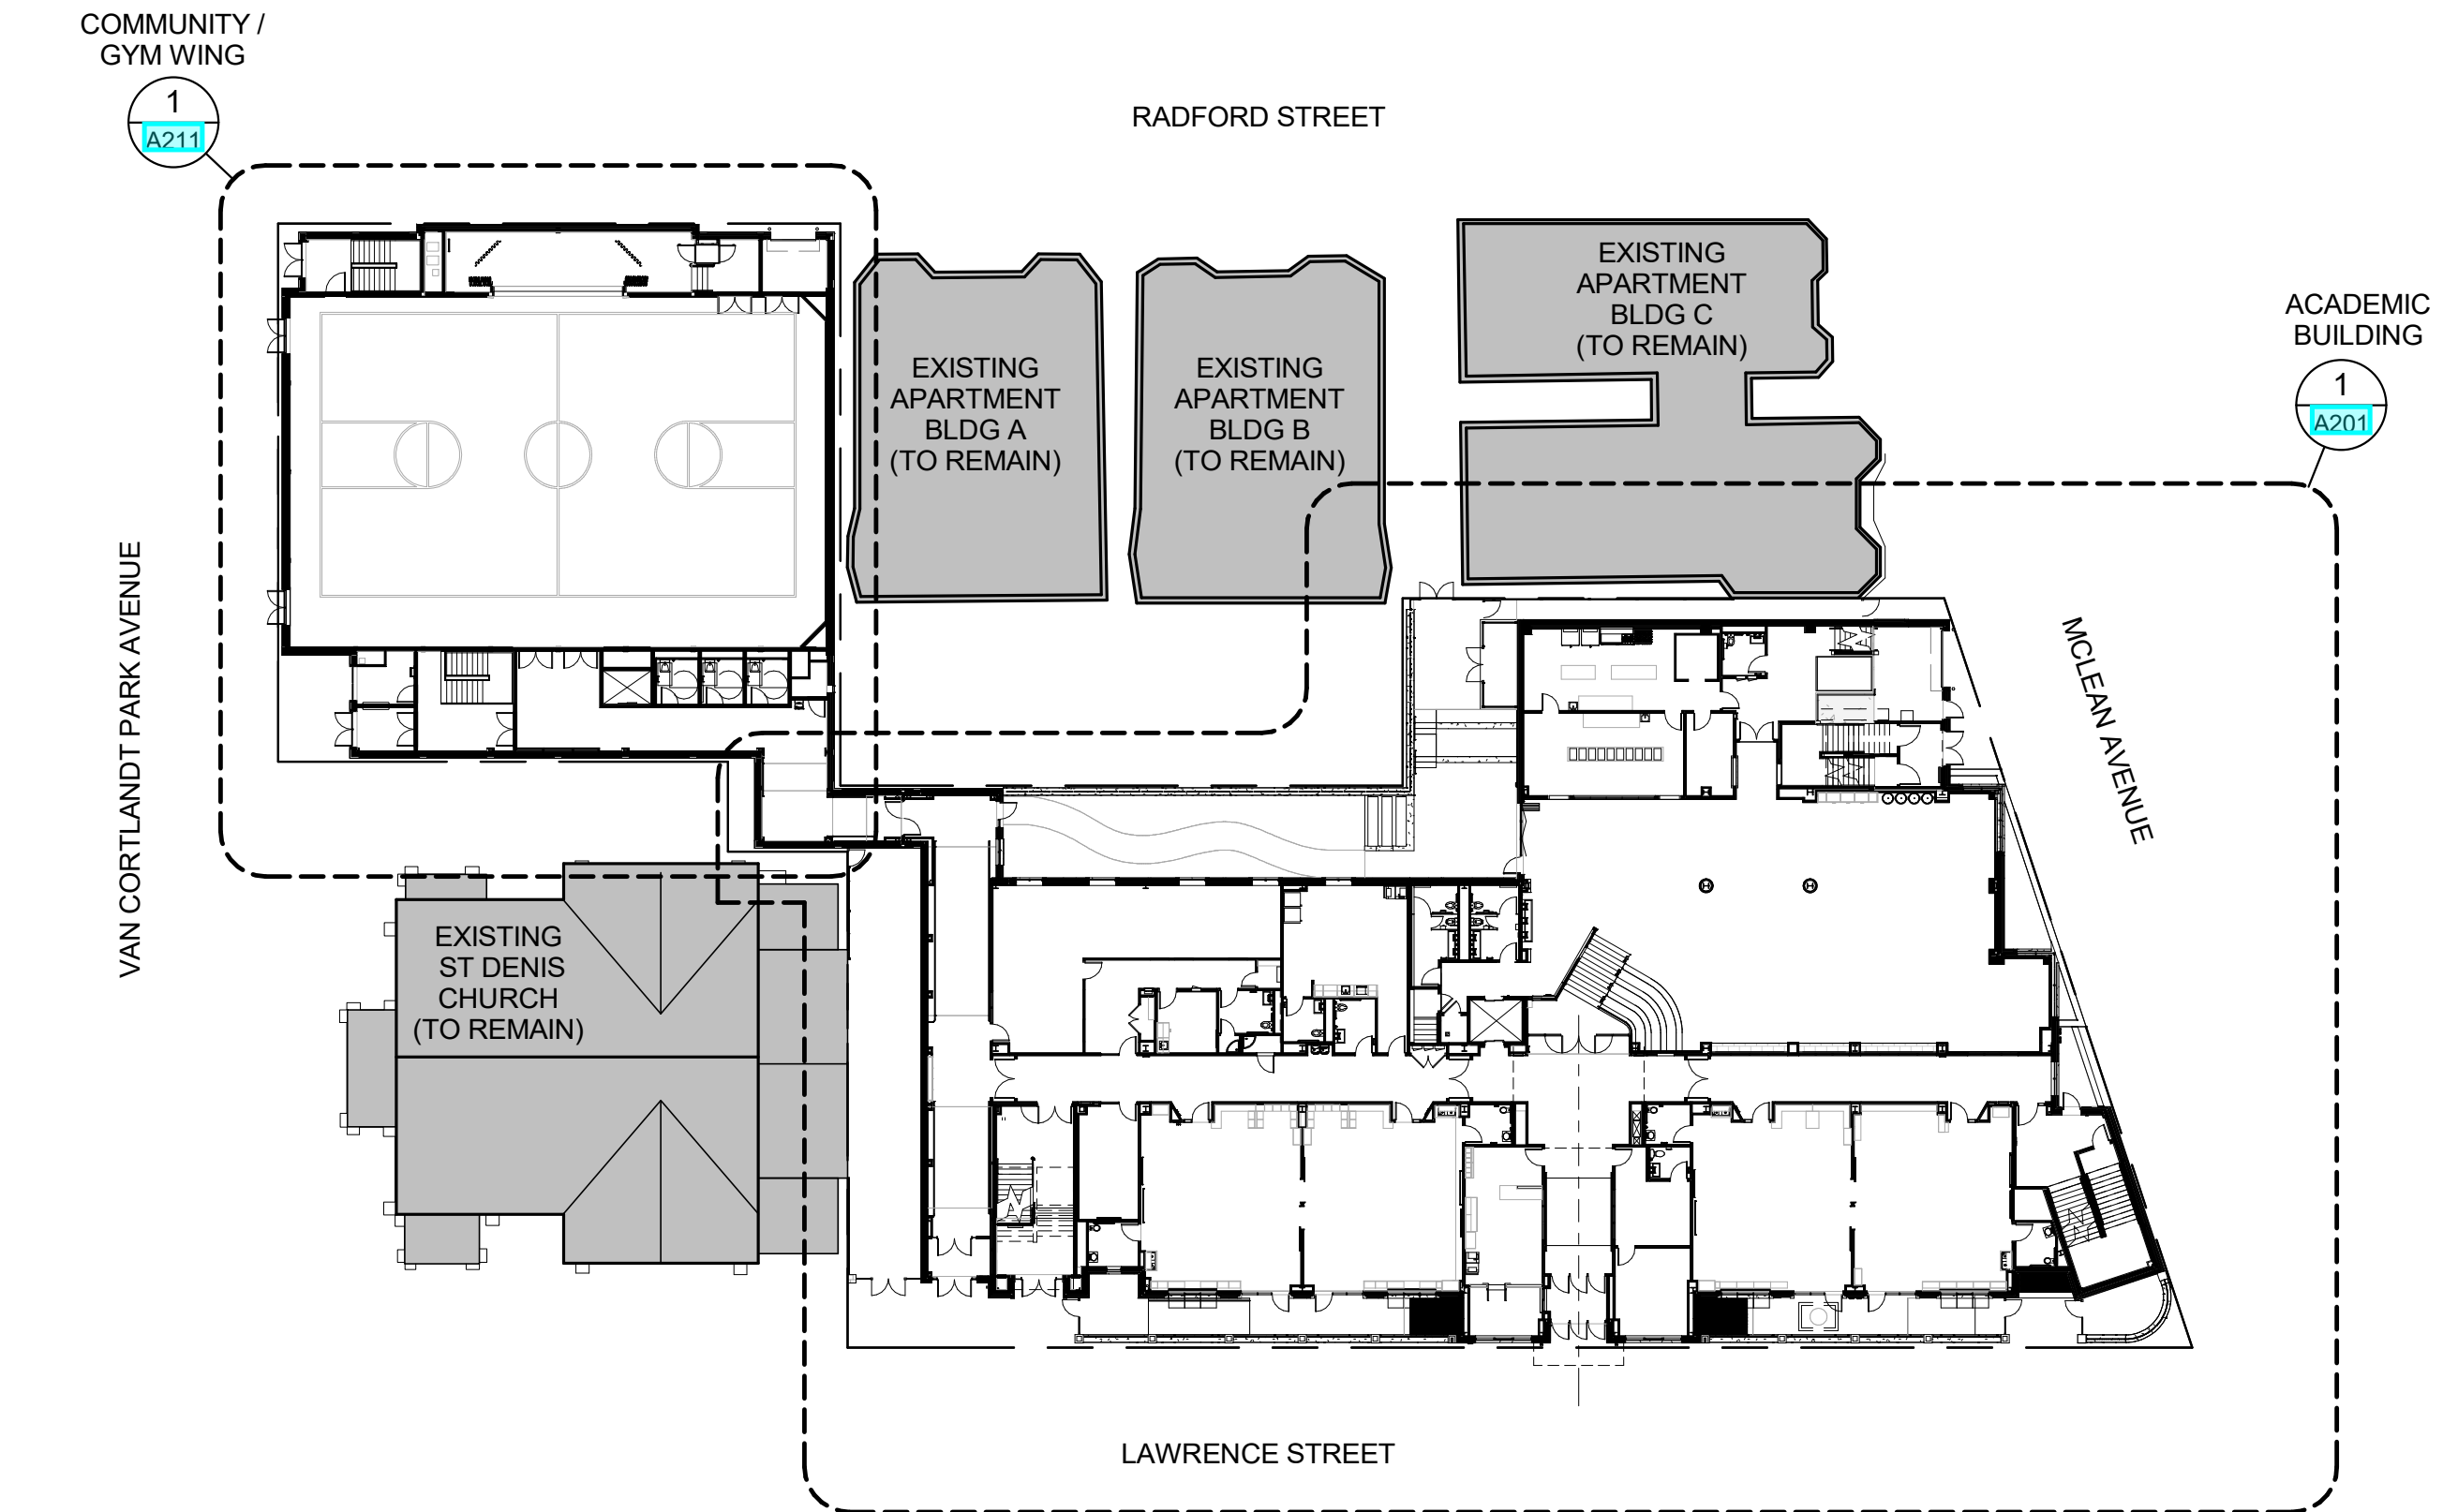 COMMUNITY /
GYM WING
1
A211
RADFORD STREET
EXISTING
APARTMENT
BLDG C
(TO REMAIN)
ACADEMIC
BUILDING
1
A201
EXISTING
APARTMENT
BLDG A
(TO REMAIN)
EXISTING
APARTMENT
BLDG B
(TO REMAIN)
VAN CORTLANDT PARK AVENUE
MCLEAN AVENUE
EXISTING
ST DENIS
CHURCH
(TO REMAIN)
LAWRENCE STREET